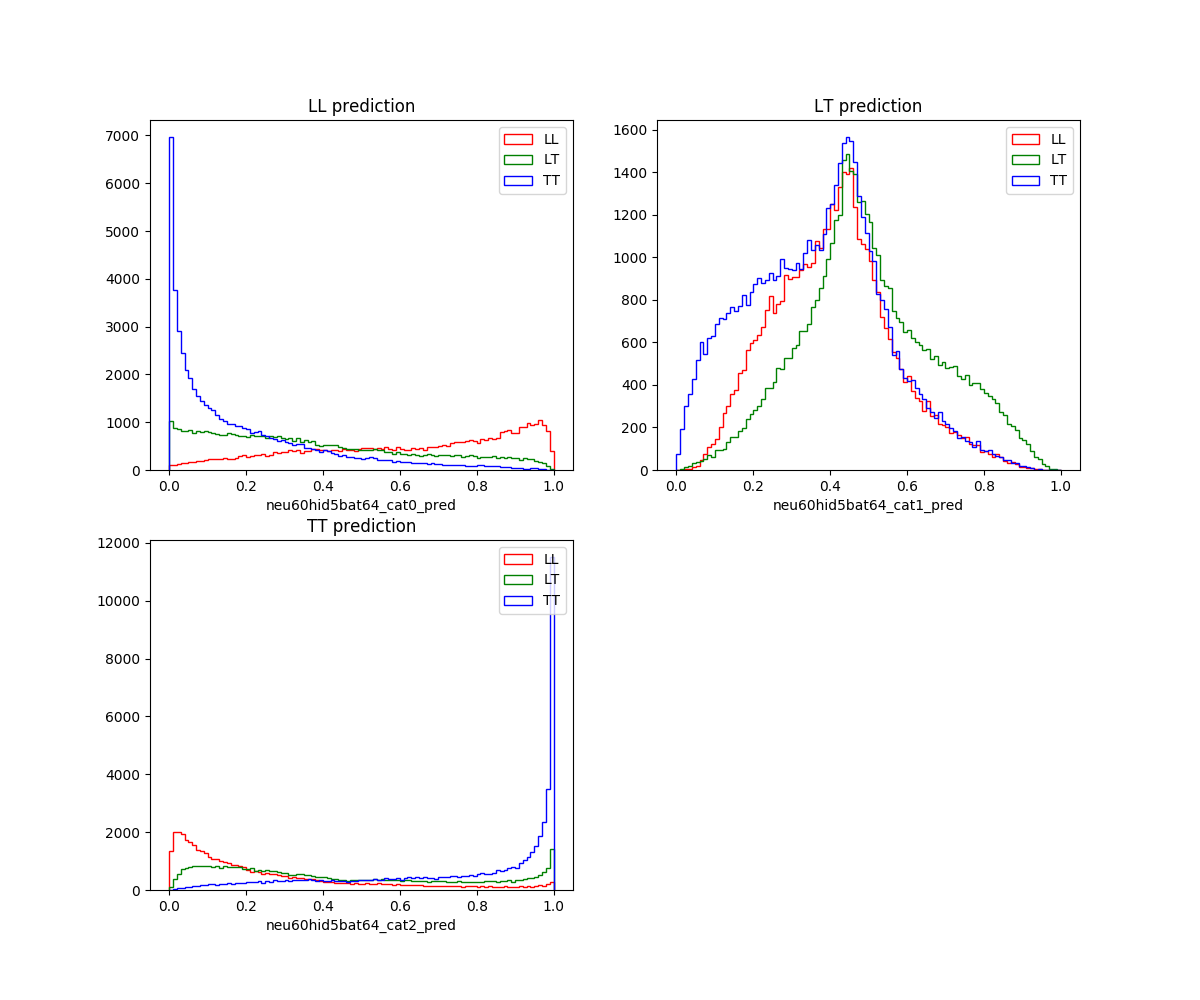 LL prediction
7000
6000
5000
4000
3000
2000
1000
0
0.0 0.2 0.4 0.6 0.8 1.0
neu60hid5bat64_cat0_pred
LL
LT
TT
LT prediction
1600
1400
1200
1000
800
600
400
200
0
0.0 0.2 0.4 0.6 0.8 1.0
neu60hid5bat64_cat1_pred
LL
LT
TT
TT prediction
12000
10000
8000
6000
4000
2000
0
0.0 0.2 0.4 0.6 0.8 1.0
neu60hid5bat64_cat2_pred
LL
LT
TT